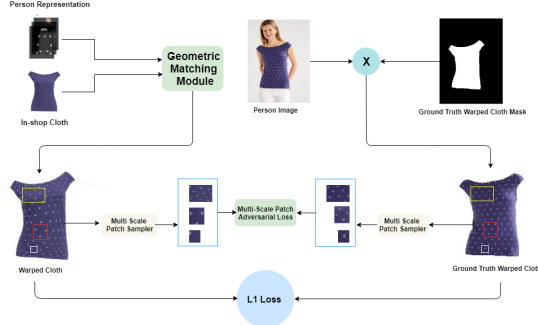 Person Representation
Geometric
Matching
Module
In-shop Cloth
Person Image
X
Ground Truth Warped Cloth Mask
Multi Scale
Patch Sampler
Multi-Scale Patch
Adversarial Loss
Multi Scale
Patch Sampler
Warped Cloth
Ground Truth Warped Clot
L1 Loss